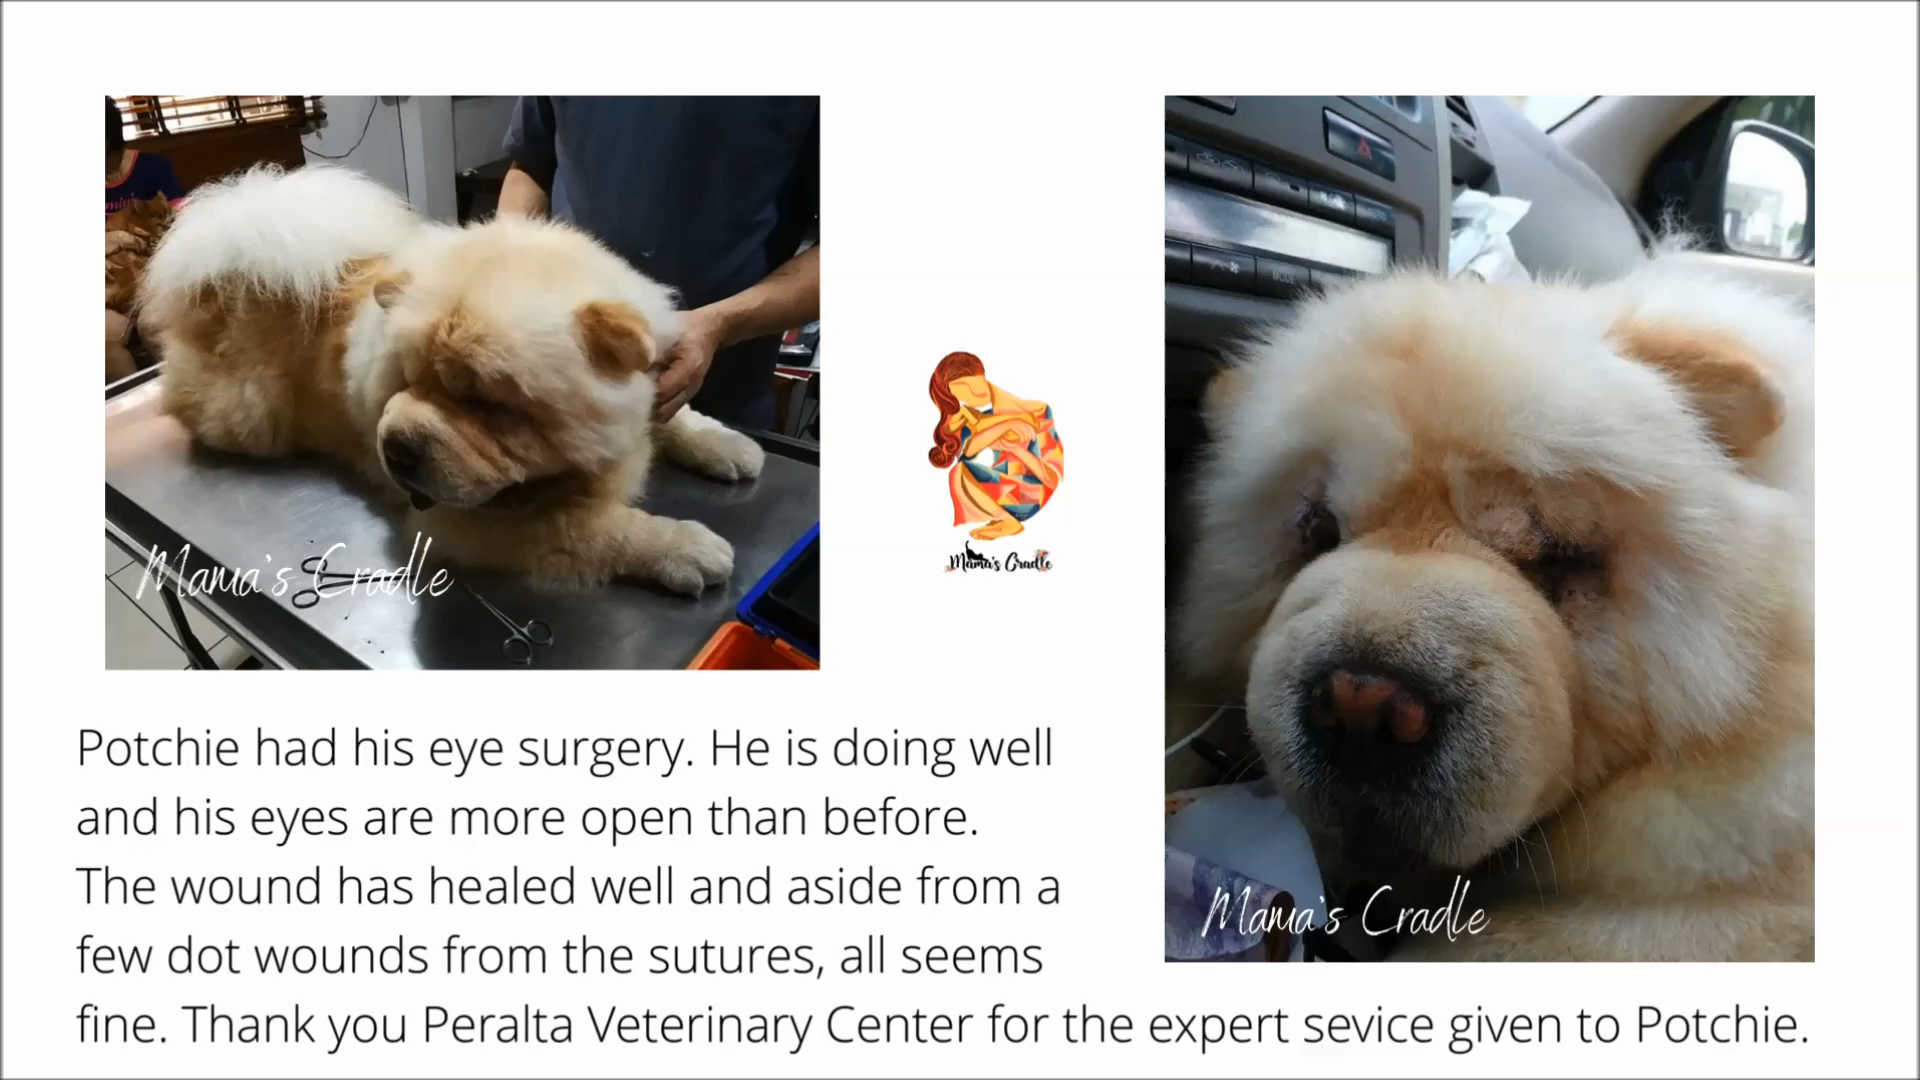 Mama's Cradle
Mama's Cradle
Mama's Cradle
Potchie had his eye surgery. He is doing well
and his eyes are more open than before.
The wound has healed well and aside from a
few dot wounds from the sutures, all seems
fine. Thank you Peralta Veterinary Center for the expert sevice given to Potchie.